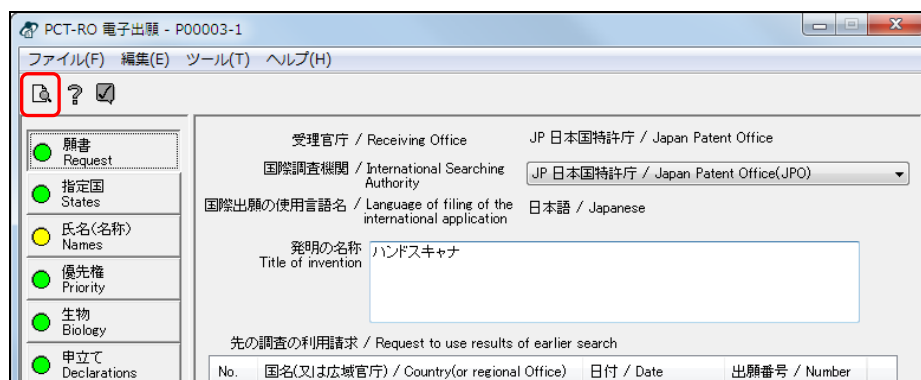 PCT-RO 電子出願 - P00003-1
ファイル(F) 編集(E) ツール(T) ヘルプ(H)
願書
Request
指定国
States
氏名(名称)
Names
優先権
Priority
生物
Biology
申立て
Declarations
受理官庁 / Receiving Office JP 日本国特許庁 / Japan Patent Office
国際調査機関 / International Searching
Authority
JP 日本国特許庁 / Japan Patent Office(JPO)
国際出願の使用言語名 / Language of filing of the
international application
日本語 / Japanese
発明の名称
Title of invention
ハンドスキャナ
先の調査の利用請求 / Request to use results of earlier search
No. 国名(又は広域官庁) / Country(or regional Office) 日付 / Date 出願番号 / Number